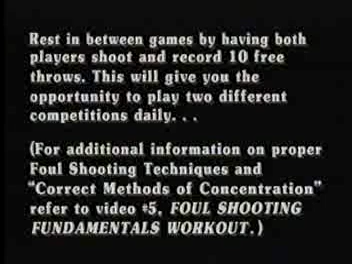 Rest in between games by having both
players shoot and record 10 free
throws. This will give you the
opportunity to play two different
competitions daily. . .
(For additional information on proper
Foul Shooting Techniques and
"Correct Methods of Concentration"
refer to video #5, FOUL SHOOTING
FUNDAMENTALS WORKOUT.)